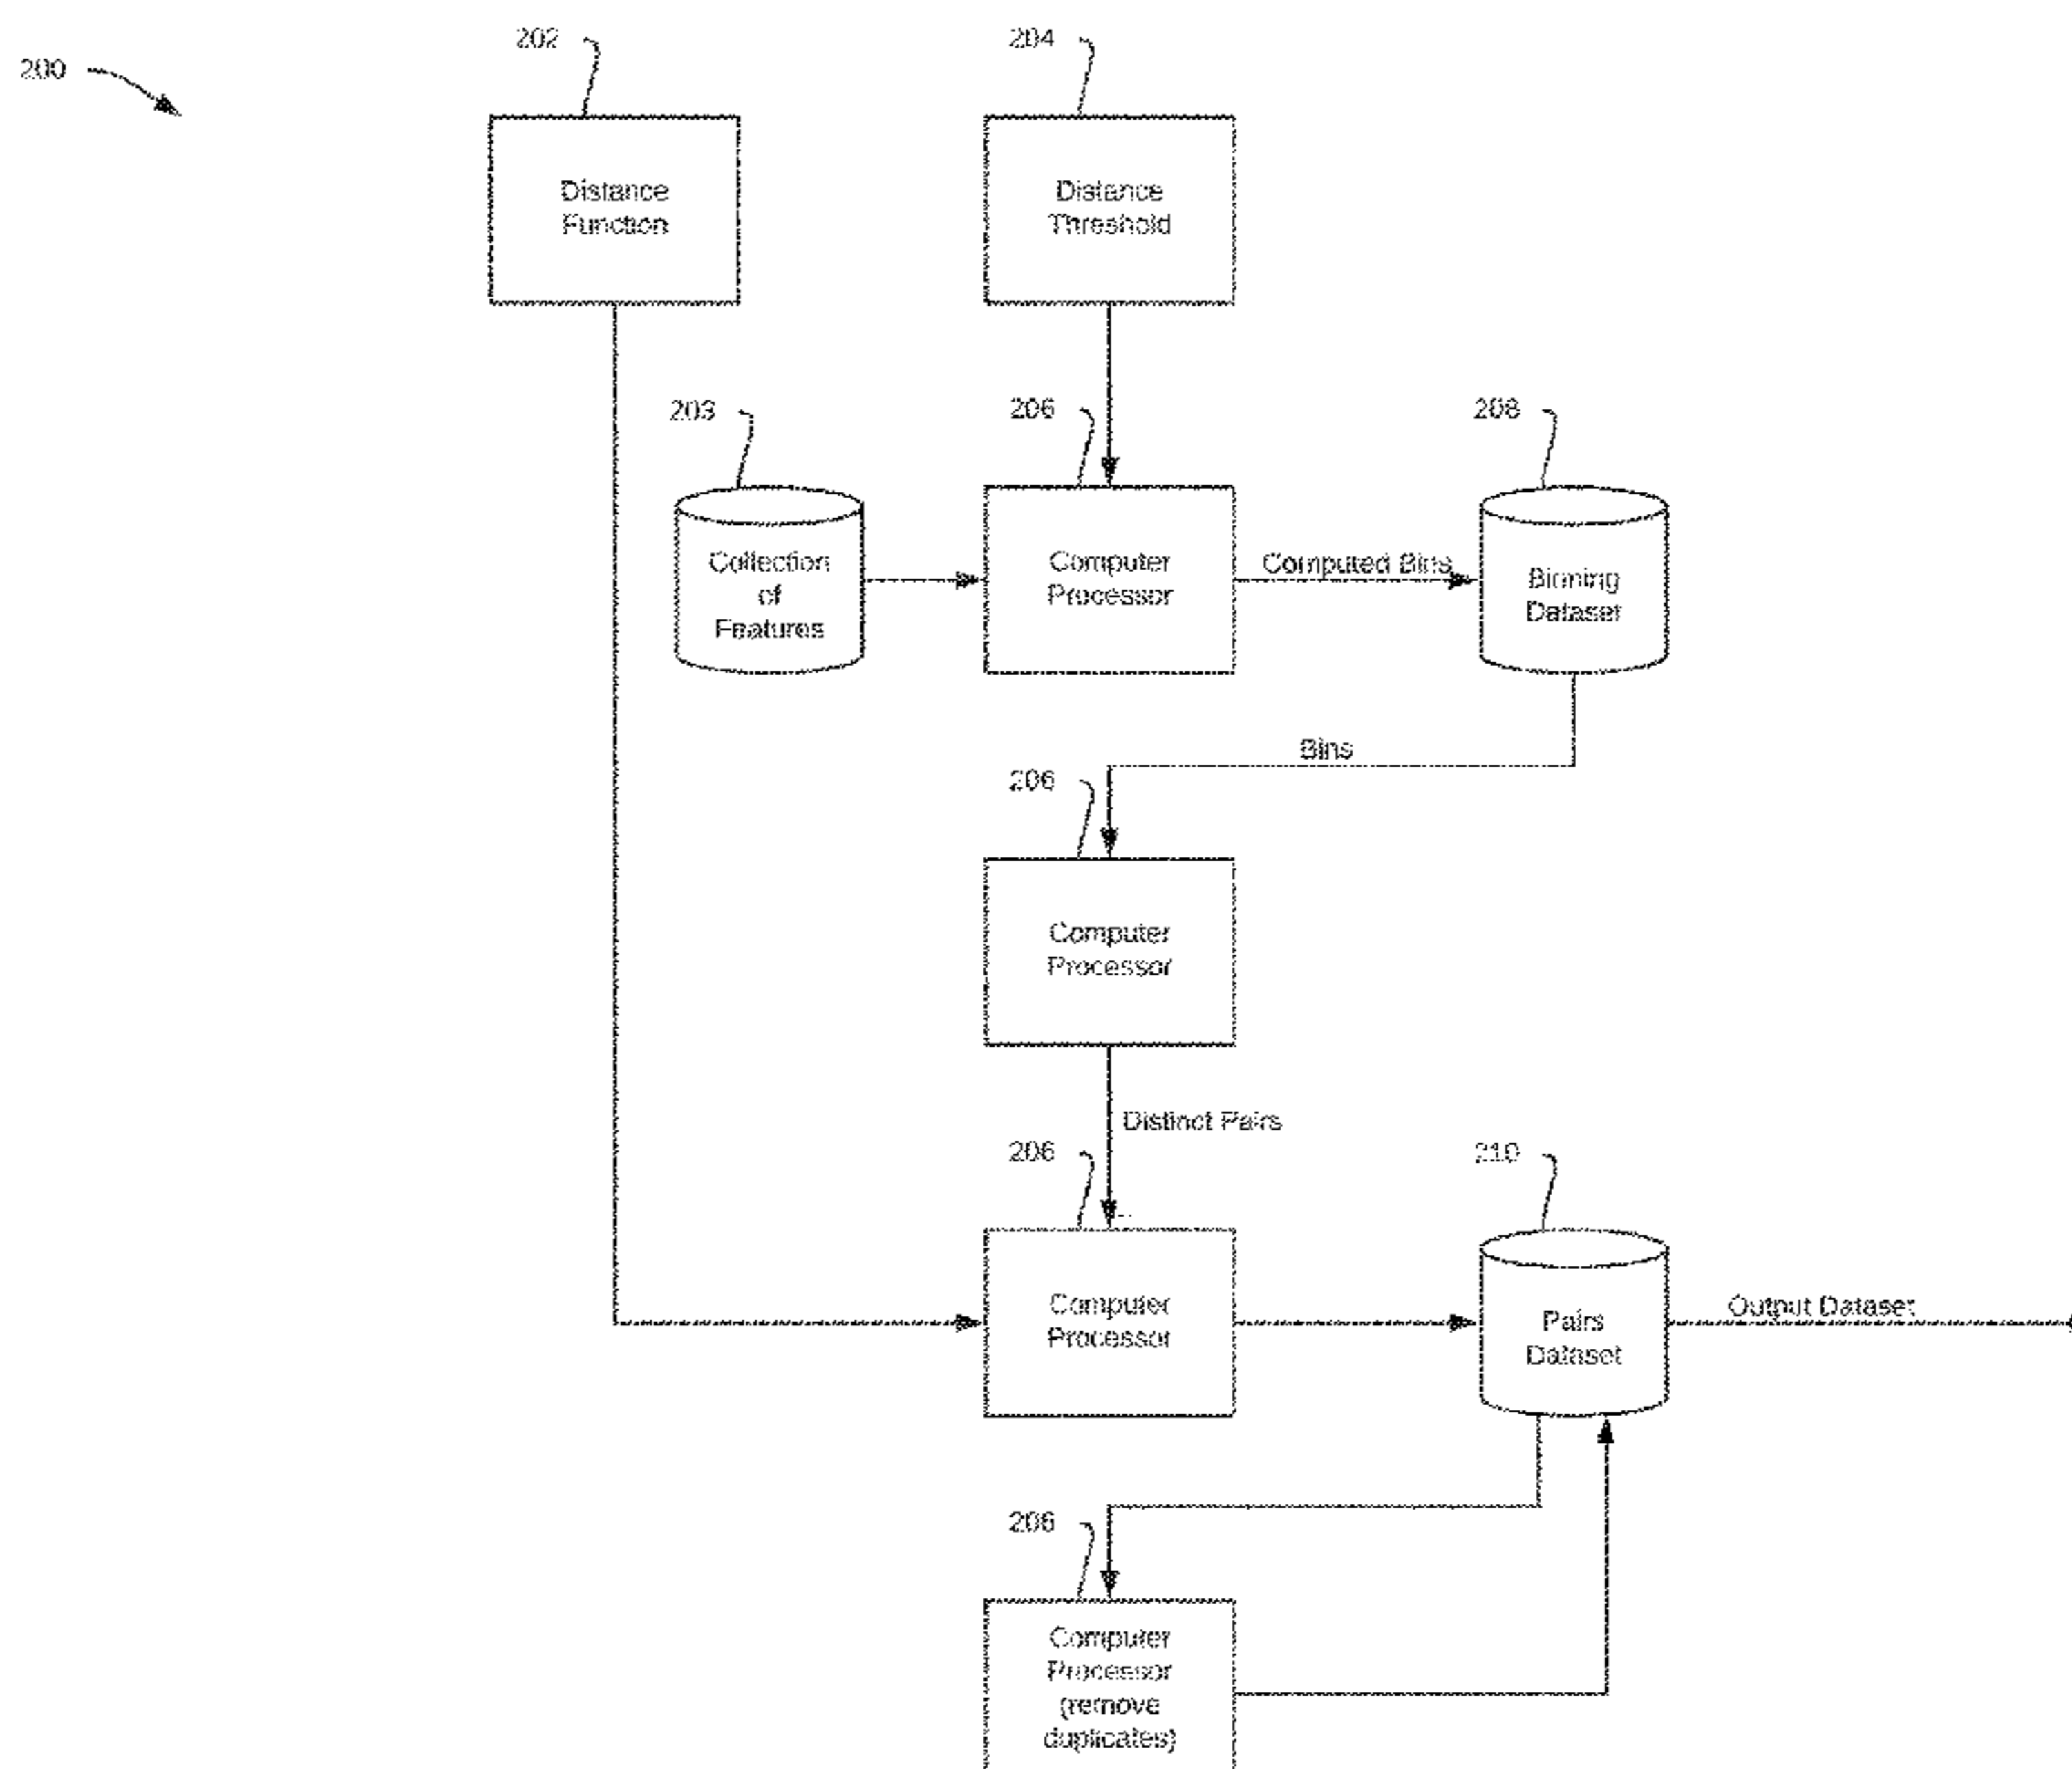 200
202
204
Distance
Function
Distance
Threshold
203
206
208
Collection
of
Features
Computer
Processor
Computed Bins
Binning
Dataset
Bins
206
Computer
Processor
Distinct Pairs
206
210
Computer
Processor
Pairs
Dataset
Output Dataset
206
Computer
Processor
(remove
duplicates)